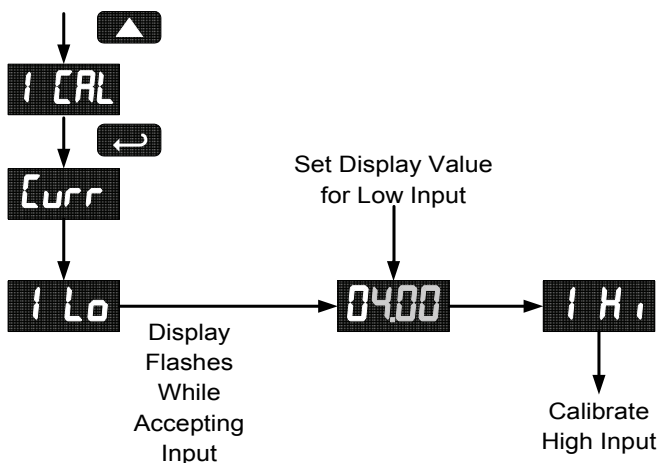 1 CAL
Curr
1 Lo
Display
Flashes
While
Accepting
Input
Set Display Value
for Low Input
04.00
1 Hi
Calibrate
High Input